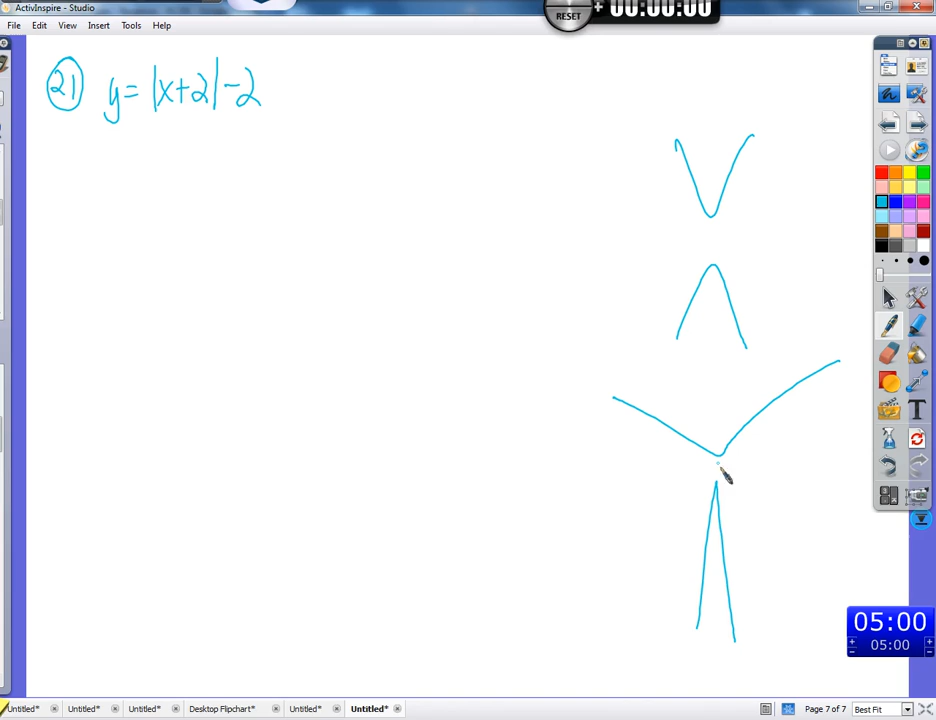 ActivInspire - Studio
RESET + 00:00:00
File Edit View Insert Tools Help
21 y = |x+2| -2
T
05:00
05:00
Untitled* Untitled* Untitled* Desktop Flipchart* Untitled* Untitled* Page 7 of 7 Best Fit